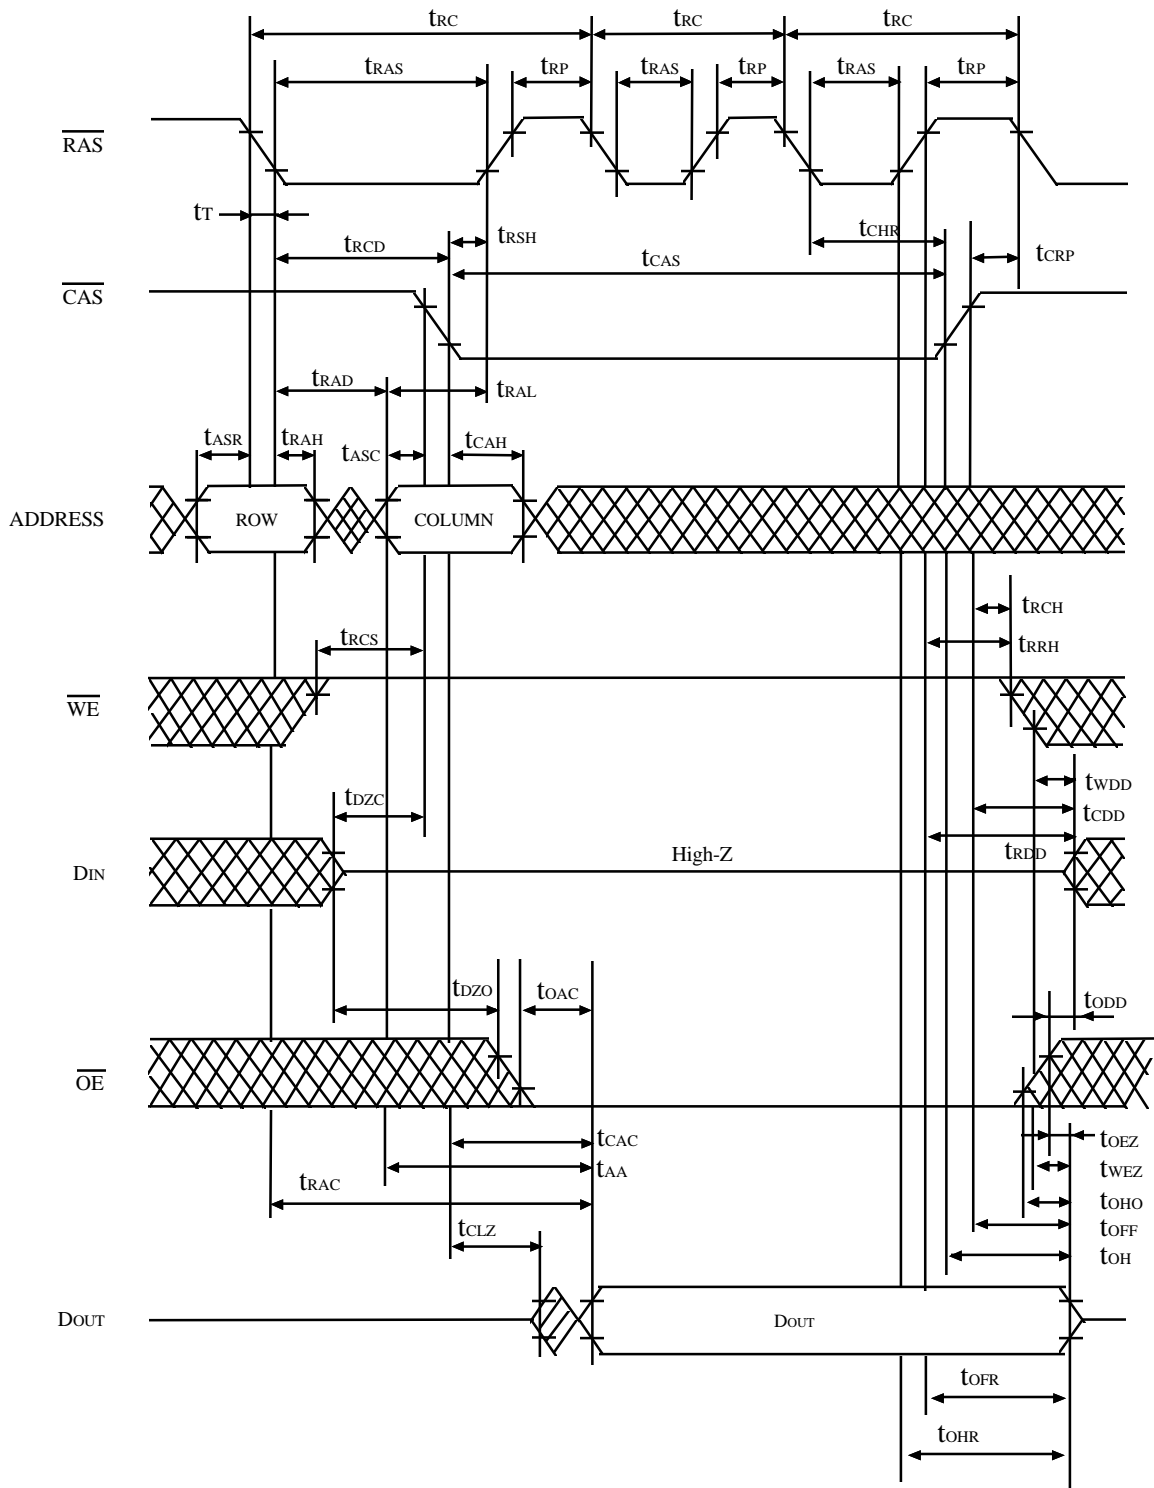 tRC tRC tRC
tRAS tRP tRAS tRP tRAS tRP
RAS
tT
tRCD tRSH tCAS tCHR tCRP
CAS
tRAD tRAL
tASR tRAH tASC tCAH
ADDRESS ROW COLUMN
tRCH
tRCS tRRH
WE
tWDD
tDZC tCDD
tRDD
DIN High-Z
tDZO tOAC tODD
OE
tCAC tOEZ
tAA tWEZ
tRAC tOHO
tCLZ tOFF
tOH
DOUT DOUT
tOFR
tOHR